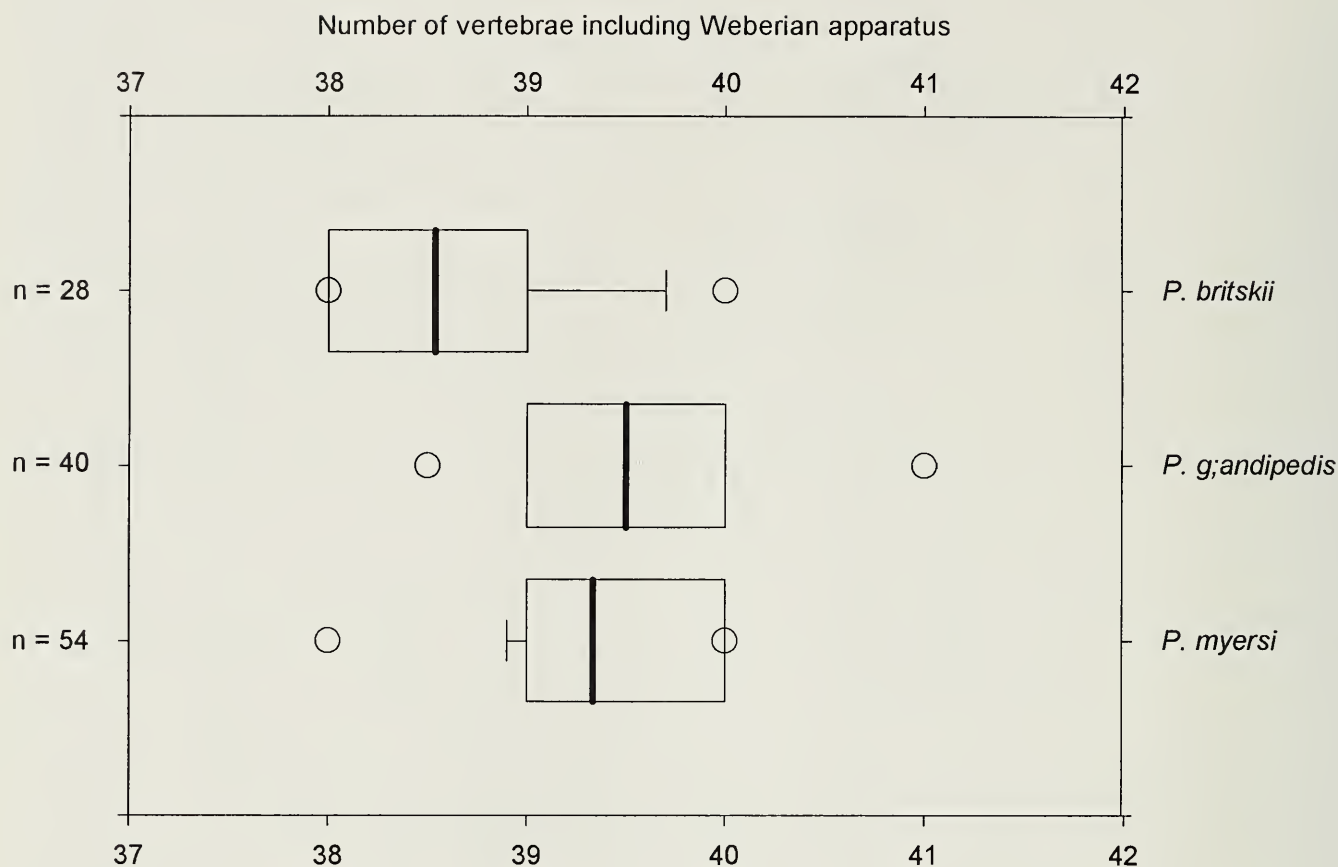 Number of vertebrae including Weberian apparatus
37 38 39 40 41 42
n = 28 P. britskii
n = 40 P. g;andipedis
n = 54 P. myersi
37 38 39 40 41 42